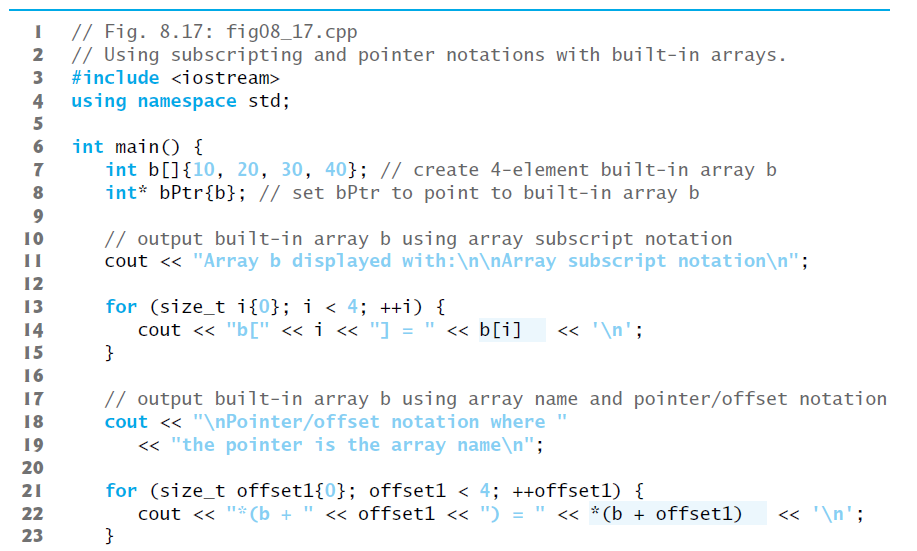 1 // Fig. 8.17: fig08_17.cpp
2 // Using subscripting and pointer notations with built-in arrays.
3 #include <iostream>
4 using namespace std;
5
6 int main() {
7    int b[]{10, 20, 30, 40}; // create 4-element built-in array b
8    int* bPtr{b}; // set bPtr to point to built-in array b
9
10    // output built-in array b using array subscript notation
11    cout << "Array b displayed with:\n\nArray subscript notation\n";
12
13    for (size_t i{0}; i < 4; ++i) {
14       cout << "b[" << i << "] = " << b[i] << '\n';
15    }
16
17    // output built-in array b using array name and pointer/offset notation
18    cout << "\nPointer/offset notation where "
19       << "the pointer is the array name\n";
20
21    for (size_t offset1{0}; offset1 < 4; ++offset1) {
22       cout << "*(b + " << offset1 << ") = " << *(b + offset1) << '\n';
23    }